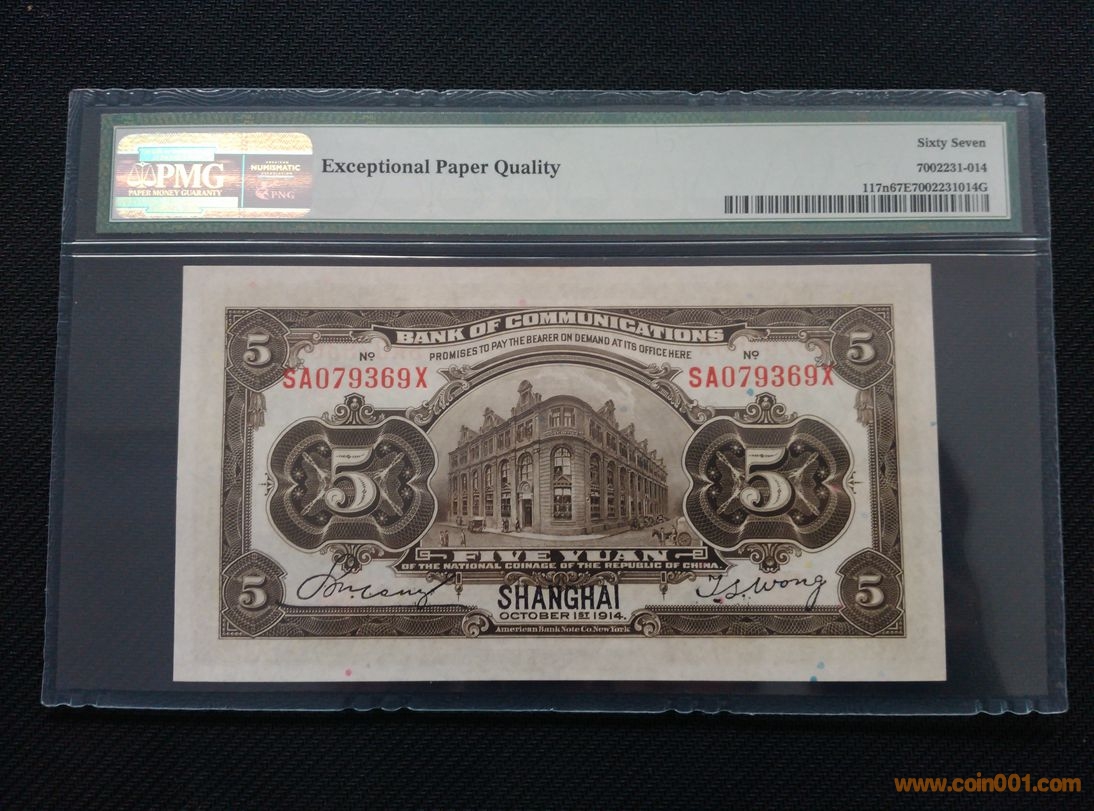 PMG
PAPER MONEY GUARANTY
AMERICAN
NUMISMATIC
ASSOCIATION
PNG
Exceptional Paper Quality
Sixty Seven
7002231-014
117n67E7002231014G
BANK OF COMMUNICATIONS
PROMISES TO PAY THE BEARER ON DEMAND AT ITS OFFICE HERE
5
5
No
No
SA079369X
SA079369X
5
5
FIVE YUAN
OF THE NATIONAL COINAGE OF THE REPUBLIC OF CHINA.
5
5
T.S. Wong
SHANGHAI
OCTOBER 1ST 1914.
American Bank Note Co. New York
www.coin001.com